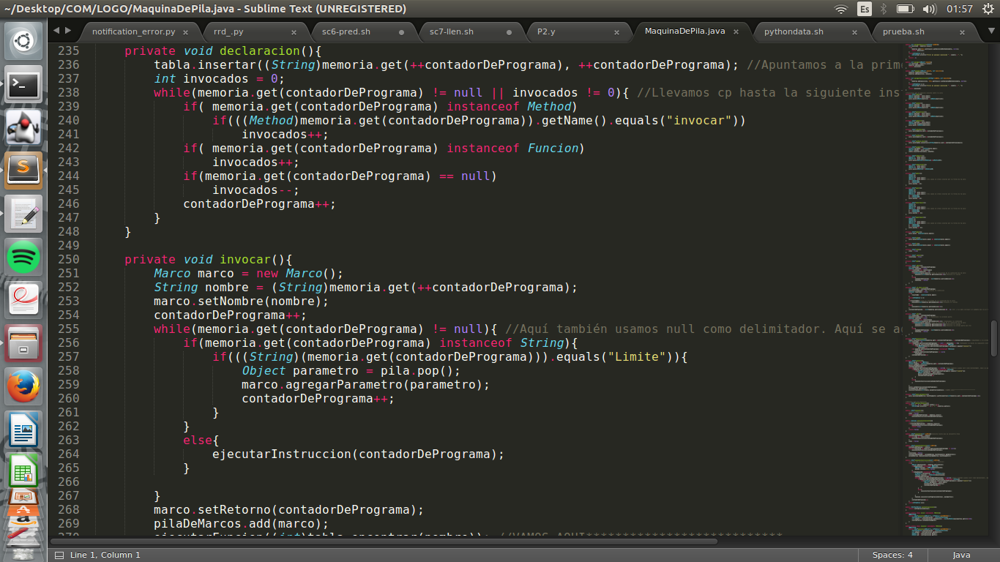 ~/Desktop/COM/LOGO/MaquinaDePila.java - Sublime Text (UNREGISTERED)
Es
01:57
notification_error.py ×
rrd_.py ×
sc6-pred.sh
sc7-llen.sh
P2.y ×
MaquinaDePila.java ×
pythondata.sh ×
prueba.sh ×
235 private void declaracion(){
236 tabla.insertar((String)memoria.get(++contadorDePrograma), ++contadorDePrograma); //Apuntamos a la prim
237 int invocados = 0;
238 while(memoria.get(contadorDePrograma) != null || invocados != 0){ //Llevamos cp hasta la siguiente ins
239 if( memoria.get(contadorDePrograma) instanceof Method)
240 if(((Method)memoria.get(contadorDePrograma)).getName().equals("invocar"))
241 invocados++;
242 if( memoria.get(contadorDePrograma) instanceof Funcion)
243 invocados++;
244 if(memoria.get(contadorDePrograma) == null)
245 invocados--;
246 contadorDePrograma++;
247 }
248 }
249
250 private void invocar(){
251 Marco marco = new Marco();
252 String nombre = (String)memoria.get(++contadorDePrograma);
253 marco.setNombre(nombre);
254 contadorDePrograma++;
255 while(memoria.get(contadorDePrograma) != null){ //Aquí también usamos null como delimitador. Aquí se a
256 if(memoria.get(contadorDePrograma) instanceof String){
257 if(((String)(memoria.get(contadorDePrograma))).equals("Limite")){
258 Object parametro = pila.pop();
259 marco.agregarParametro(parametro);
260 contadorDePrograma++;
261 }
262 }
263 else{
264 ejecutarInstruccion(contadorDePrograma);
265 }
266
267 }
268 marco.setRetorno(contadorDePrograma);
269 pilaDeMarcos.add(marco);
270 ejecutarFuncion((int)tabla.encontrar(nombre)); //VAMOS AQUI***************************
Line 1, Column 1
Spaces: 4
Java